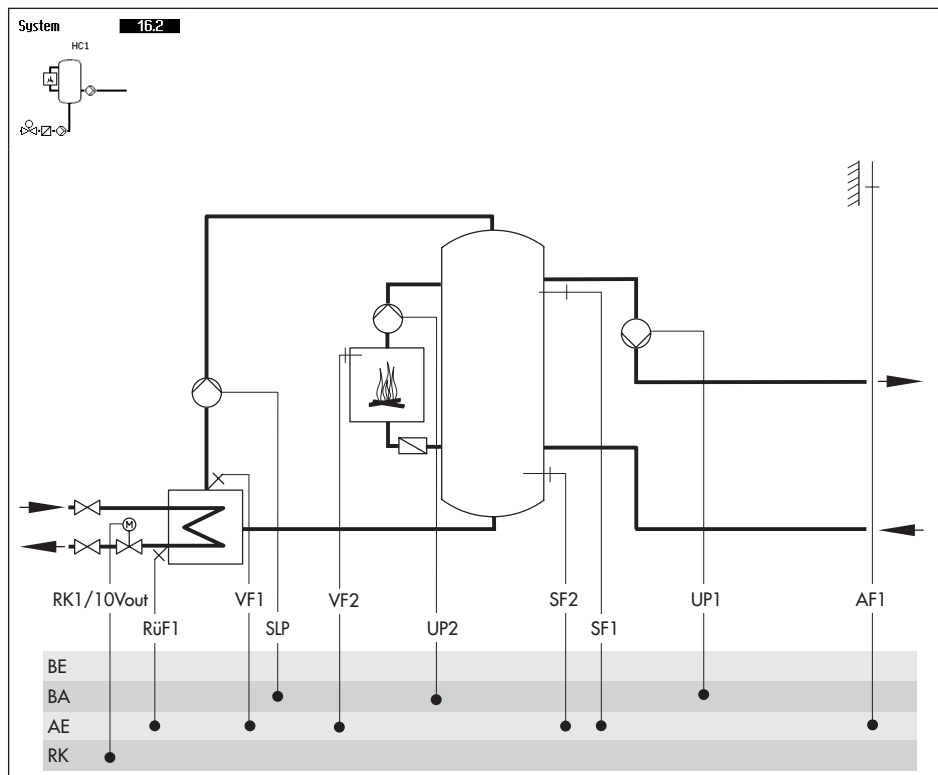 System 16.2
HC1
M
RK1/10Vout VF1 VF2 SF2 UP1 AF1
RüF1 SLP UP2 SF1
BE
BA
AE
RK